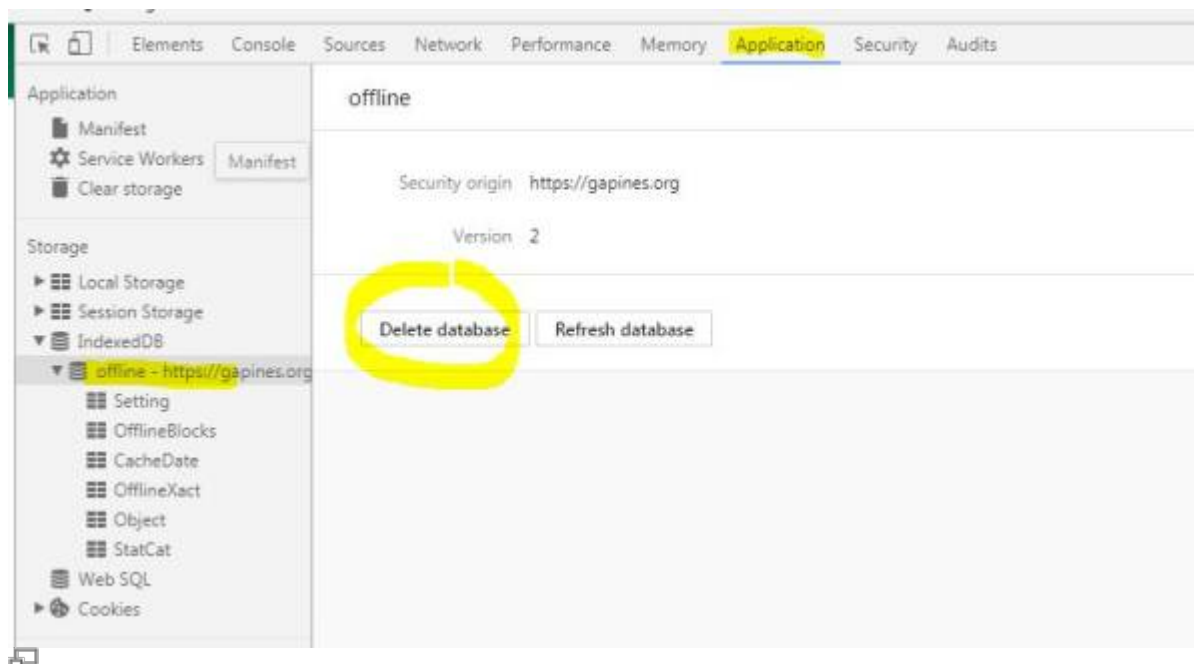 Elements Console Sources Network Performance Memory Application Security Audits
Application
Manifest
Service Workers
Manifest
Clear storage
Storage
Local Storage
Session Storage
IndexedDB
offline - https://gapines.org
Setting
OfflineBlocks
CacheDate
OfflineXact
Object
StatCat
Web SQL
Cookies
offline
Security origin https://gapines.org
Version 2
Delete database Refresh database